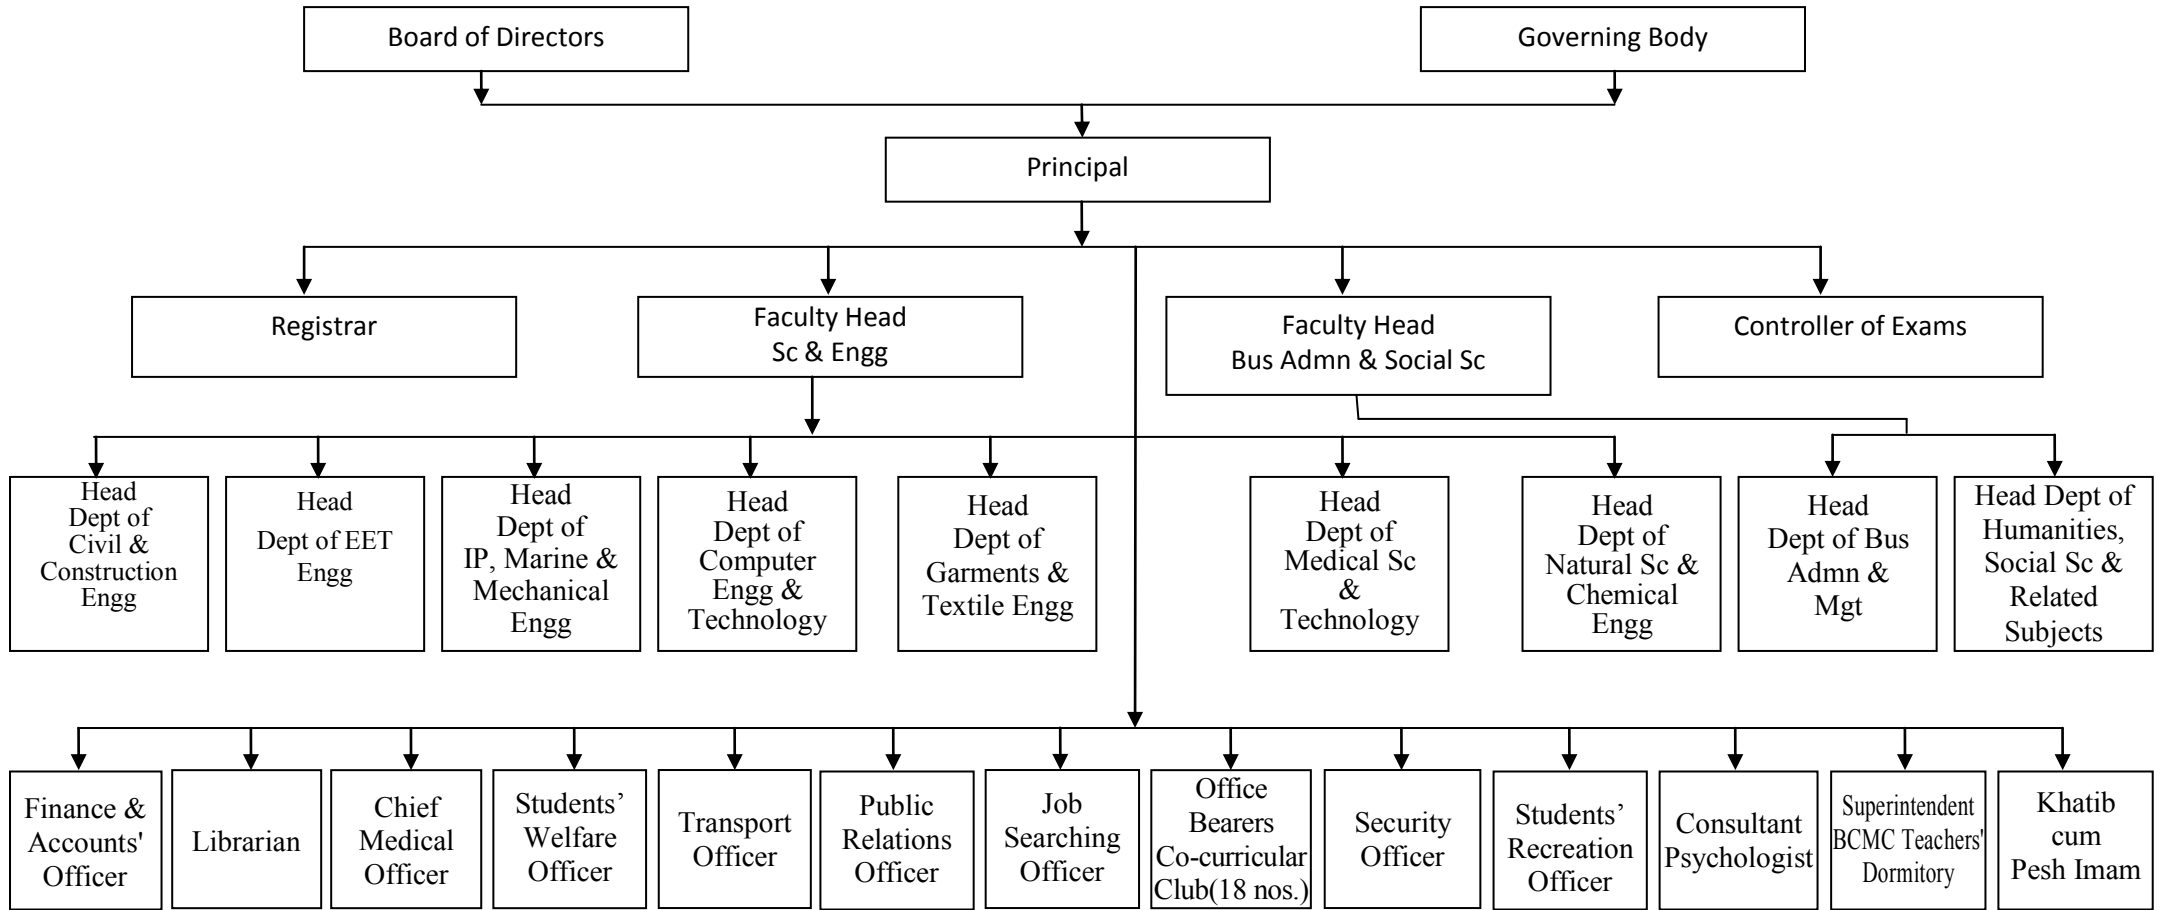 Board of Directors
Governing Body
Principal
Registrar
Faculty Head
Sc & Engg
Faculty Head
Bus Admn & Social Sc
Controller of Exams
Head
Dept of
Civil &
Construction
Engg
Head
Dept of EET
Engg
Head
Dept of
IP, Marine &
Mechanical
Engg
Head
Dept of
Computer
Engg &
Technology
Head
Dept of
Garments &
Textile Engg
Head
Dept of
Medical Sc
&
Technology
Head
Dept of
Natural Sc &
Chemical
Engg
Head
Dept of Bus
Admn &
Mgt
Head Dept of
Humanities,
Social Sc &
Related
Subjects
Finance &
Accounts'
Officer
Librarian
Chief
Medical
Officer
Students’
Welfare
Officer
Transport
Officer
Public
Relations
Officer
Job
Searching
Officer
Office
Bearers
Co-curricular
Club(18 nos.)
Security
Officer
Students’
Recreation
Officer
Consultant
Psychologist
Superintendent
BCMC Teachers'
Dormitory
Khatib
cum
Pesh Imam